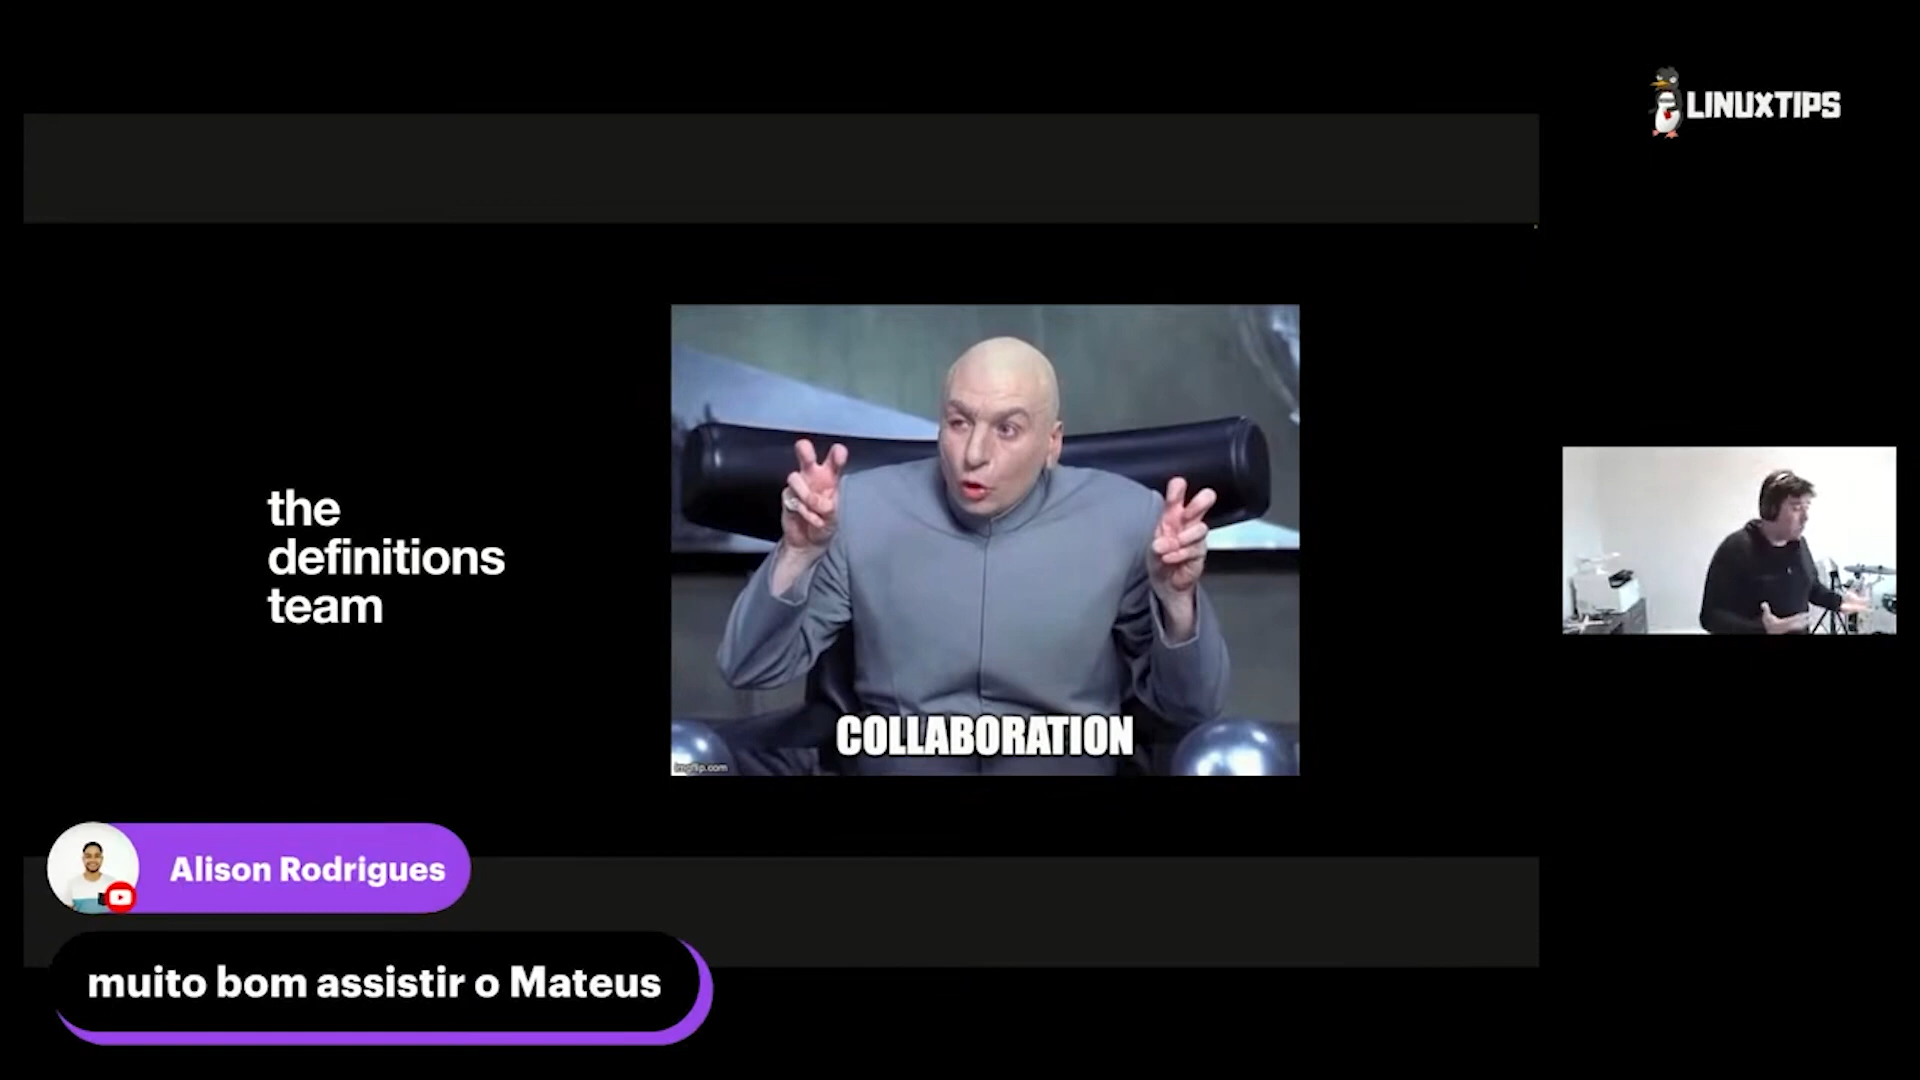 LINUXTIPS
the
definitions
team
COLLABORATION
imgflip.com
Alison Rodrigues
muito bom assistir o Mateus